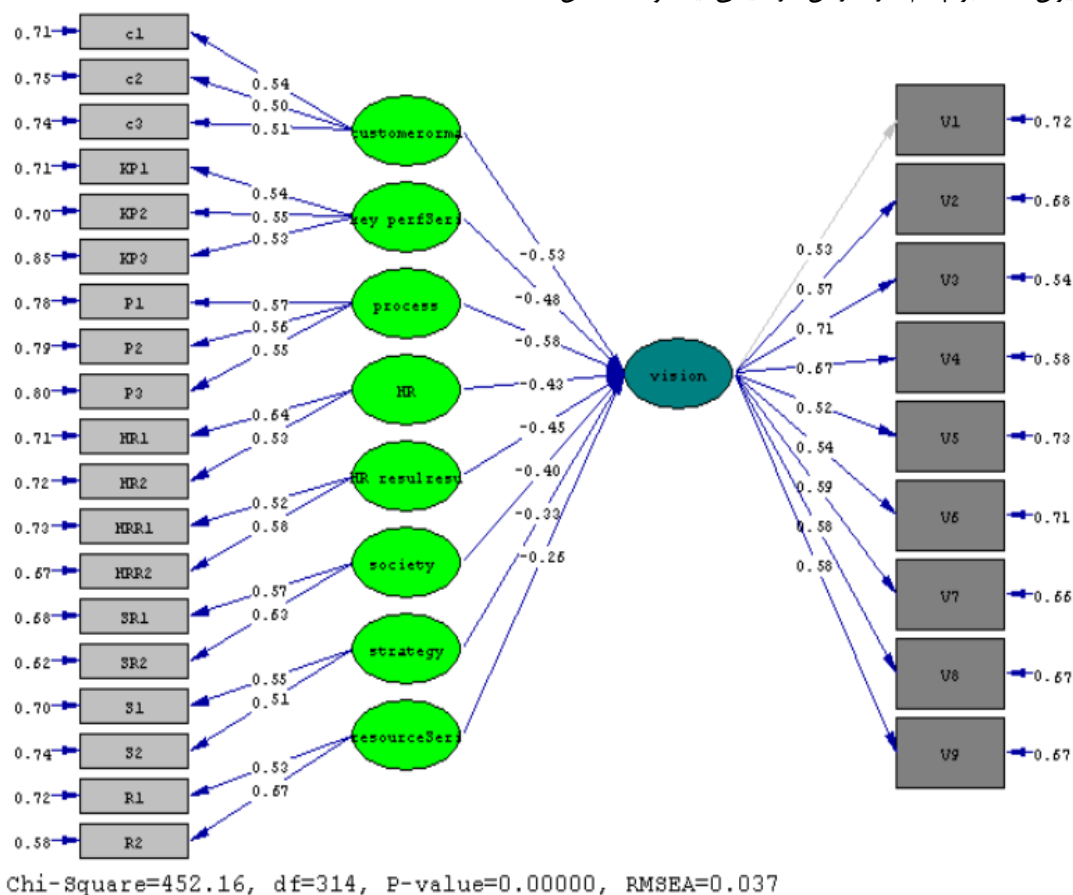 0.71 c1
0.75 c2
0.74 c3
0.71 KP1
0.70 KP2
0.85 KP3
0.78 P1
0.79 P2
0.80 P3
0.71 HR1
0.72 HR2
0.73 HRR1
0.67 HRR2
0.68 SR1
0.62 SR2
0.70 S1
0.74 S2
0.72 R1
0.58 R2
0.54
0.50
0.51
0.54
0.55
0.53
0.57
0.56
0.55
0.64
0.53
0.52
0.58
0.57
0.63
0.55
0.51
0.53
0.67
customerorma
key perfSeri
process
HR
HR resulresu
society
strategy
resourceSeri
-0.53
-0.48
-0.58
-0.43
-0.45
-0.40
-0.33
-0.26
vision
0.53
0.57
0.71
0.67
0.52
0.54
0.59
0.58
0.58
V1 0.72
V2 0.68
V3 0.54
V4 0.58
V5 0.73
V6 0.71
V7 0.66
V8 0.67
V9 0.67
Chi-Square=452.16, df=314, P-value=0.00000, RMSEA=0.037